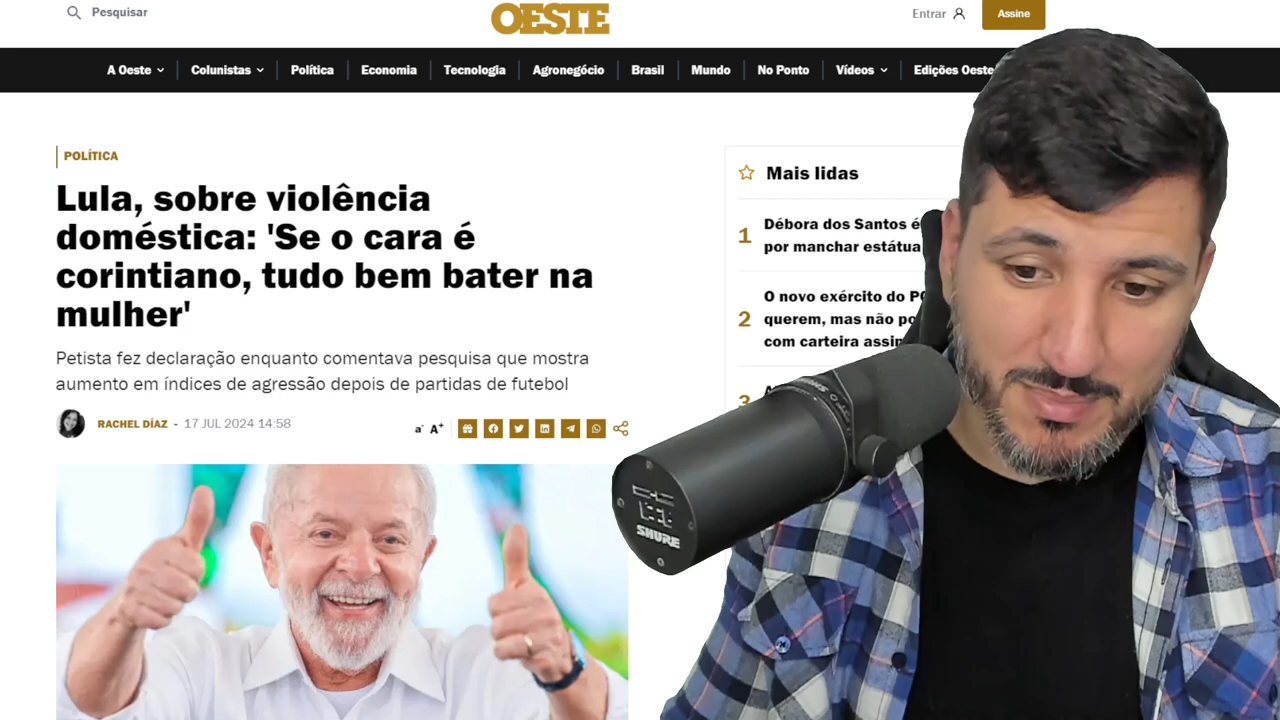 Pesquisar
OESTE
Entrar
Assine
A Oeste
Colunistas
Política
Economia
Tecnologia
Agronegócio
Brasil
Mundo
No Ponto
Vídeos
Edições Oeste
POLÍTICA
Lula, sobre violência
doméstica: 'Se o cara é
corintiano, tudo bem bater na
mulher'
Petista fez declaração enquanto comentava pesquisa que mostra
aumento em índices de agressão depois de partidas de futebol
RACHEL DÍAZ - 17 JUL 2024 14:58
a- A+
Mais lidas
1
Débora dos Santos é
por manchar estátua
2
O novo exército do
querem, mas não
com carteira
3
SHURE